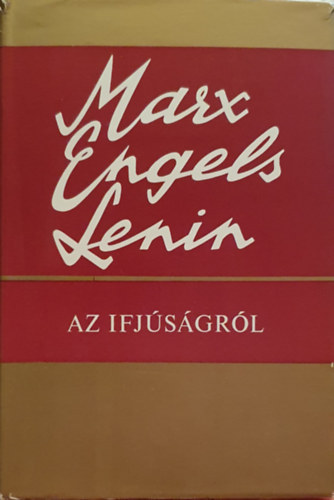 Marx
Engels
Lenin
AZ IFJÚSÁGRÓL